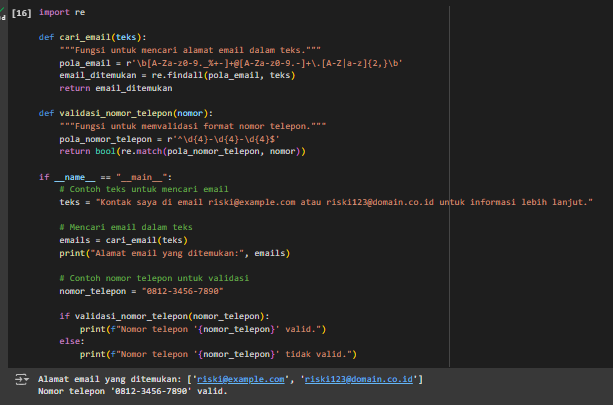 [16] import re
def cari_email(teks):
"""Fungsi untuk mencari alamat email dalam teks."""
pola_email = r'\b[A-Za-z0-9._%+-]+@[A-Za-z0-9.-]+\.[A-Z|a-z]{2,}\b'
email_ditemukan = re.findall(pola_email, teks)
return email_ditemukan
def validasi_nomor_telepon(nomor):
"""Fungsi untuk memvalidasi format nomor telepon."""
pola_nomor_telepon = r'^\d{4}-\d{4}-\d{4}$'
return bool(re.match(pola_nomor_telepon, nomor))
if __name__ == "__main__":
# Contoh teks untuk mencari email
teks = "Kontak saya di email riski@example.com atau riski123@domain.co.id untuk informasi lebih lanjut."
# Mencari email dalam teks
emails = cari_email(teks)
print("Alamat email yang ditemukan:", emails)
# Contoh nomor telepon untuk validasi
nomor_telepon = "0812-3456-7890"
if validasi_nomor_telepon(nomor_telepon):
print(f"Nomor telepon '{nomor_telepon}' valid.")
else:
print(f"Nomor telepon '{nomor_telepon}' tidak valid.")
Alamat email yang ditemukan: ['riski@example.com', 'riski123@domain.co.id']
Nomor telepon '0812-3456-7890' valid.